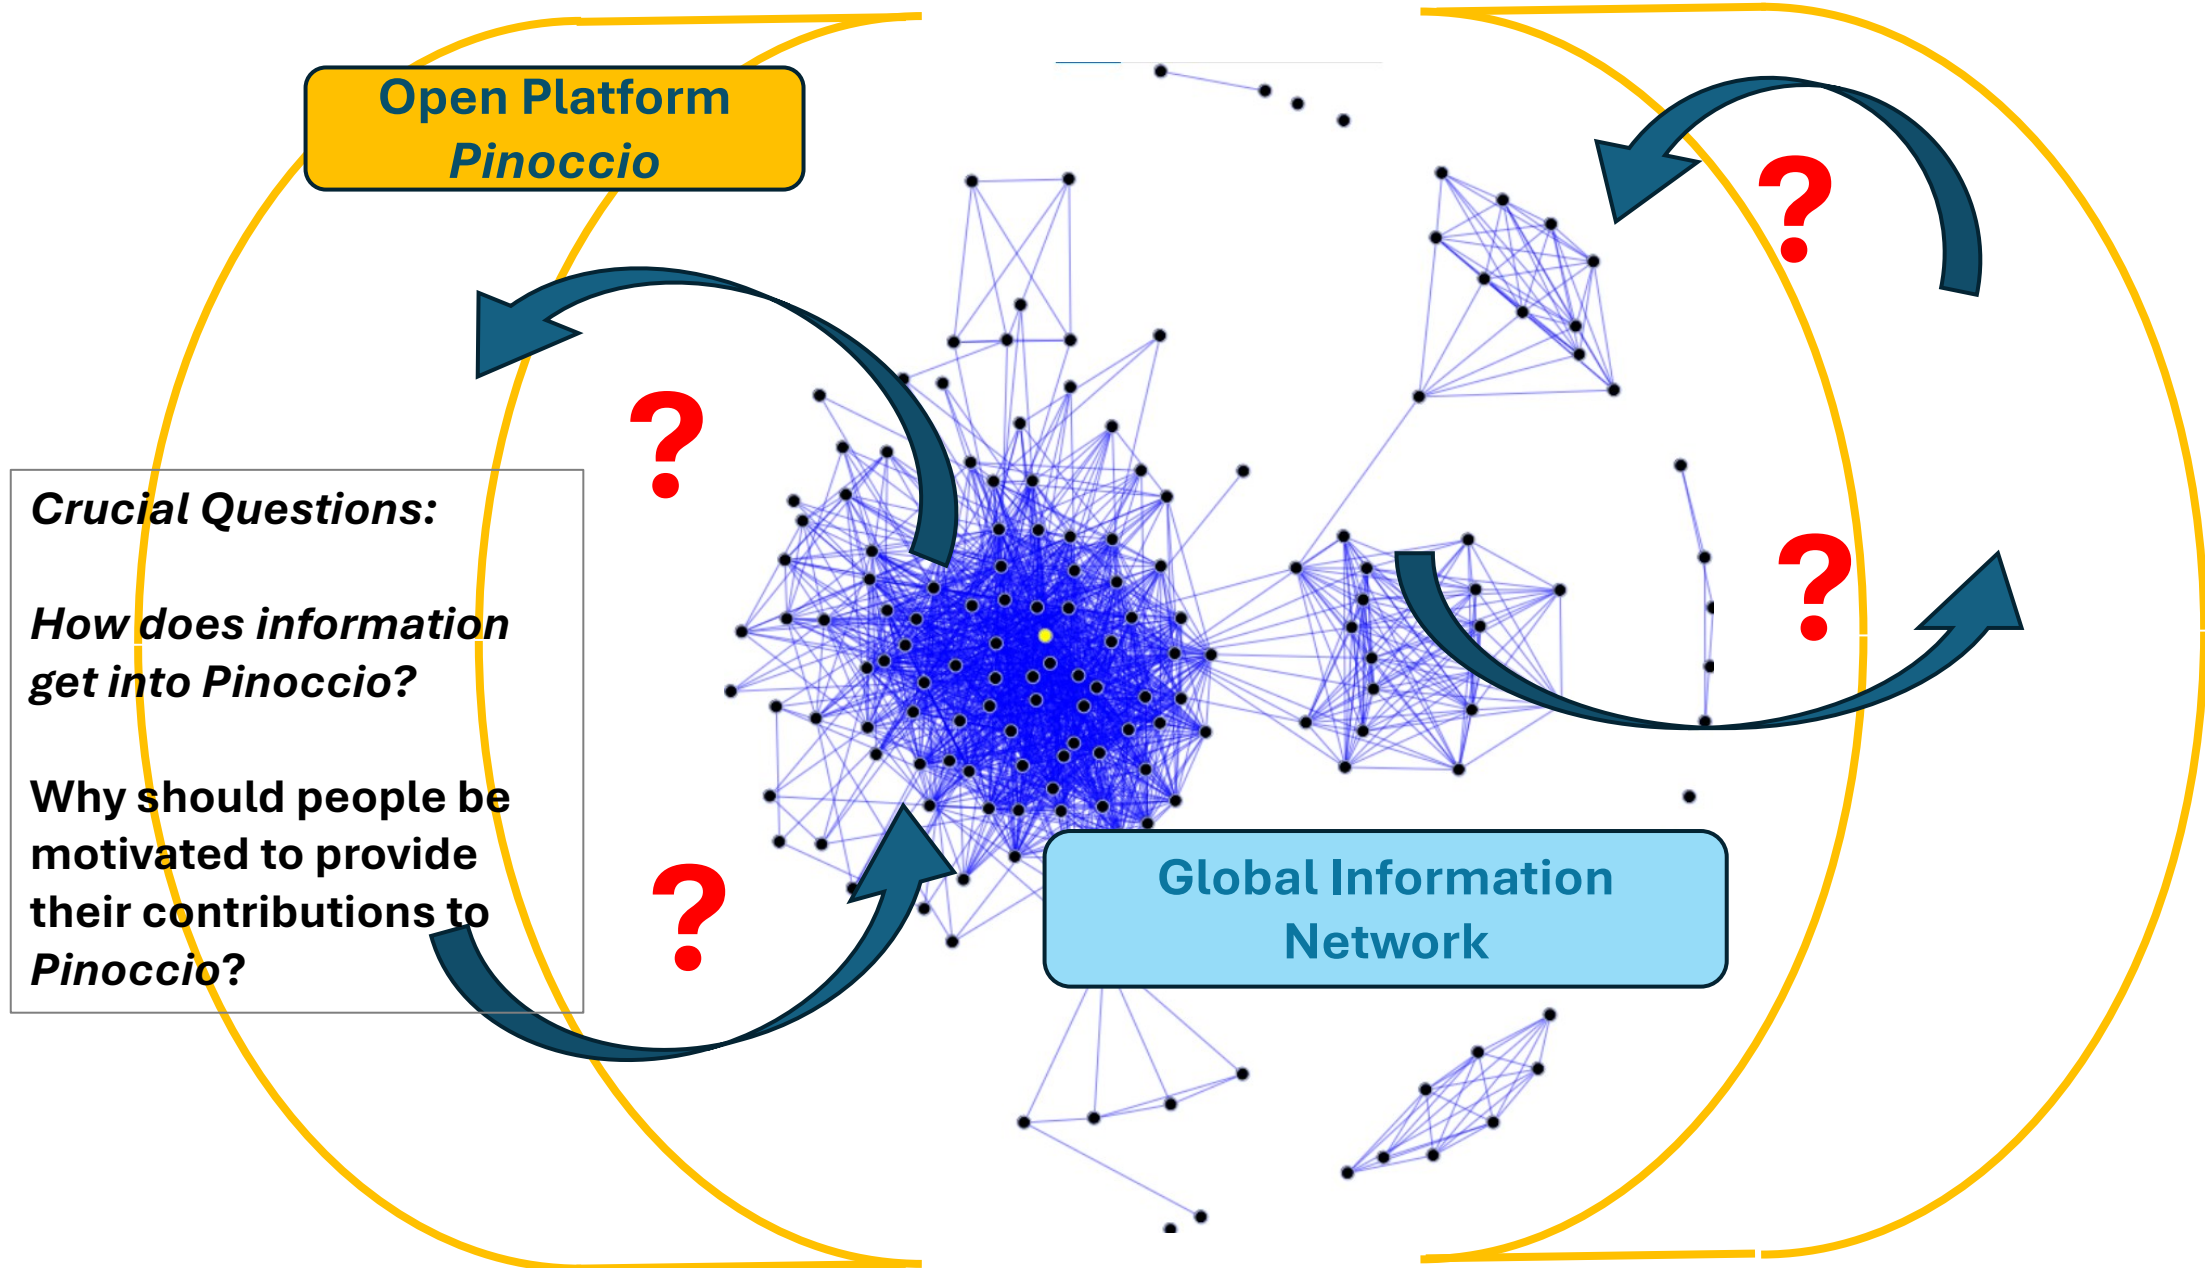 Open Platform
Pinoccio
?
?
Crucial Questions:
How does information
get into Pinoccio?
Why should people be
motivated to provide
their contributions to
Pinoccio?
?
?
Global Information
Network